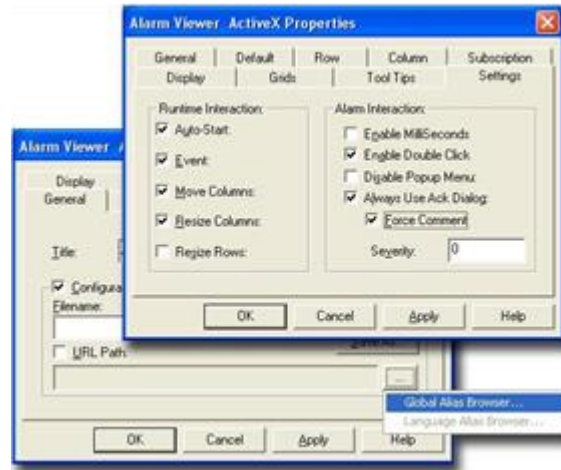 Alarm Viewer ActiveX Properties
General Default Row Column Subscription
Display Grids Tool Tips Settings
Runtime Interaction:
Auto-Start:
Event:
Move Columns:
Resize Columns:
Resize Rows:
Alarm Interaction:
Enable MilliSeconds
Enable Double Click
Disable Popup Menu:
Always Use Ack Dialog:
Force Comment
Severity: 0
OK Cancel Apply Help
Alarm Viewer A
Display
General
Title:
Configura
Filename:
URL Path:
...
Global Alias Browser...
Language Alias Browser...
OK Cancel Apply Help